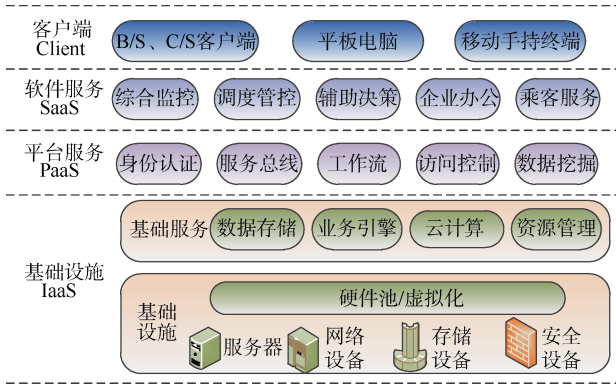 客户端
Client
B/S、C/S客户端
平板电脑
移动手持终端
软件服务
SaaS
综合监控
调度管控
辅助决策
企业办公
乘客服务
平台服务
PaaS
身份认证
服务总线
工作流
访问控制
数据挖掘
基础设施
IaaS
基础服务
数据存储
业务引擎
云计算
资源管理
基础
设施
硬件池/虚拟化
服务器
网络
设备
存储
设备
安全
设备